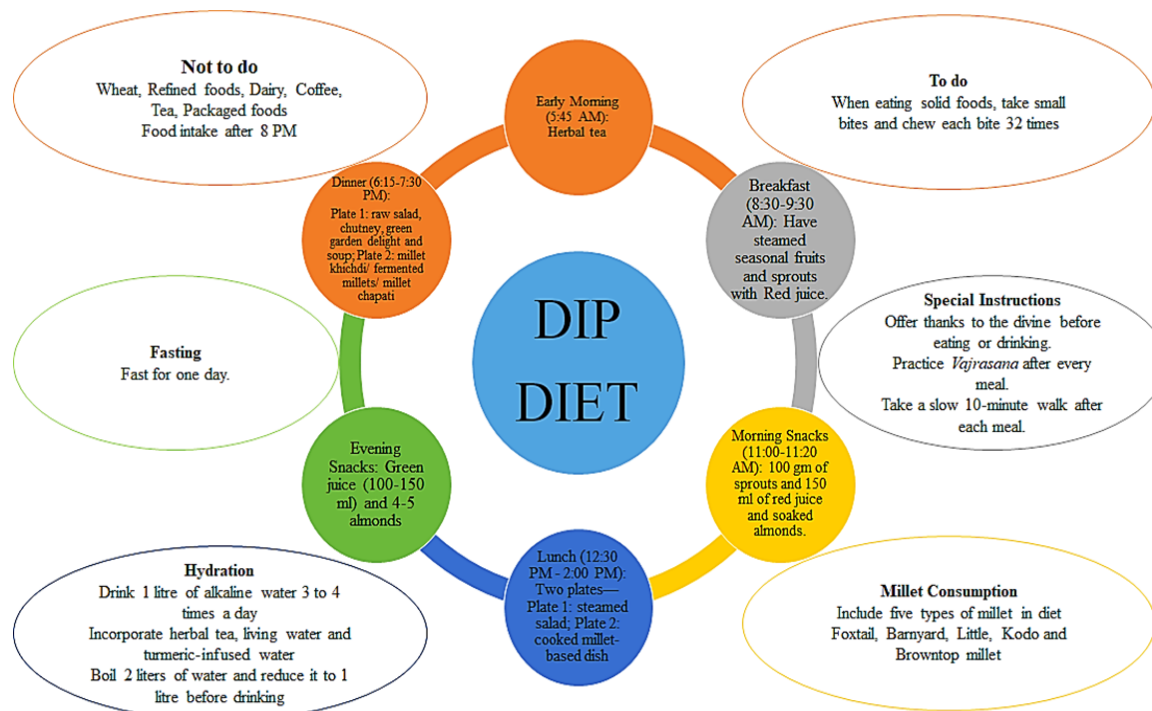 Not to do
Wheat, Refined foods, Dairy, Coffee,
Tea, Packaged foods
Food intake after 8 PM
Early Morning
(5:45 AM):
Herbal tea
To do
When eating solid foods, take small
bites and chew each bite 32 times
Dinner (6:15-7:30
PM):
Plate 1: raw salad,
chutney, green
garden delight and
soup; Plate 2: millet
khichdi/ fermented
millets/ millet
chapati
Breakfast
(8:30-9:30
AM): Have
steamed
seasonal fruits
and sprouts
with Red juice.
DIP
DIET
Fasting
Fast for one day.
Special Instructions
Offer thanks to the divine before
eating or drinking.
Practice Vajrasana after every
meal.
Take a slow 10-minute walk after
each meal.
Evening
Snacks: Green
juice (100-150
ml) and 4-5
almonds
Morning Snacks
(11:00-11:20
AM): 100 gm of
sprouts and 150
ml of red juice
and soaked
almonds.
Lunch (12:30
PM - 2:00 PM):
Two plates—
Plate 1: steamed
salad; Plate 2:
cooked millet-
based dish
Hydration
Drink 1 litre of alkaline water 3 to 4
times a day
Incorporate herbal tea, living water and
turmeric-infused water
Boil 2 liters of water and reduce it to 1
litre before drinking
Millet Consumption
Include five types of millet in diet
Foxtail, Barnyard, Little, Kodo and
Browntop millet